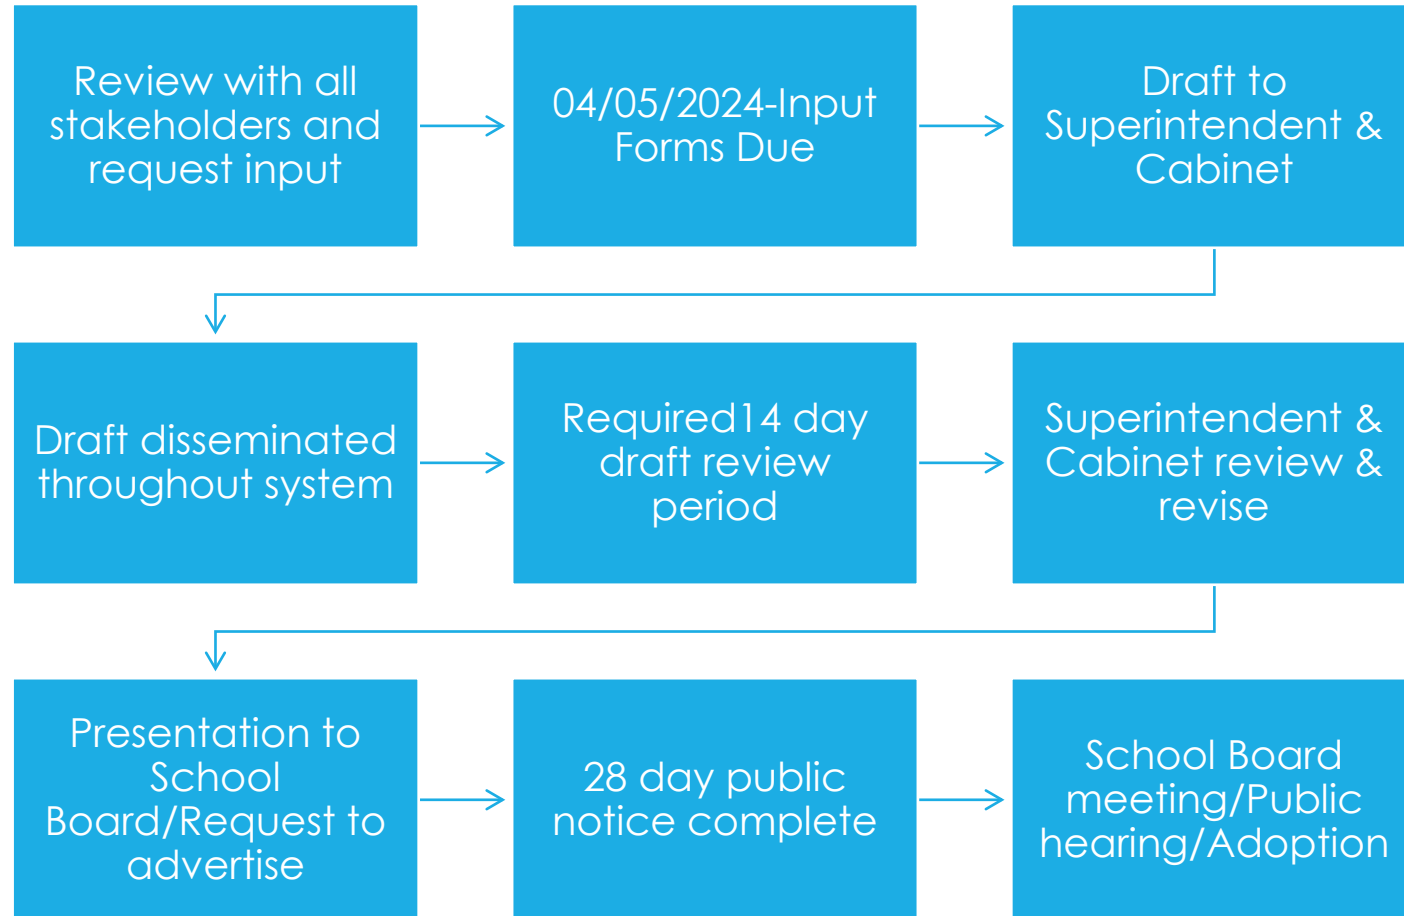 Review with all
stakeholders and
request input
04/05/2024-Input
Forms Due
Draft to
Superintendent &
Cabinet
Draft disseminated
throughout system
Required14 day
draft review
period
Superintendent &
Cabinet review &
revise
Presentation to
School
Board/Request to
advertise
28 day public
notice complete
School Board
meeting/Public
hearing/Adoption